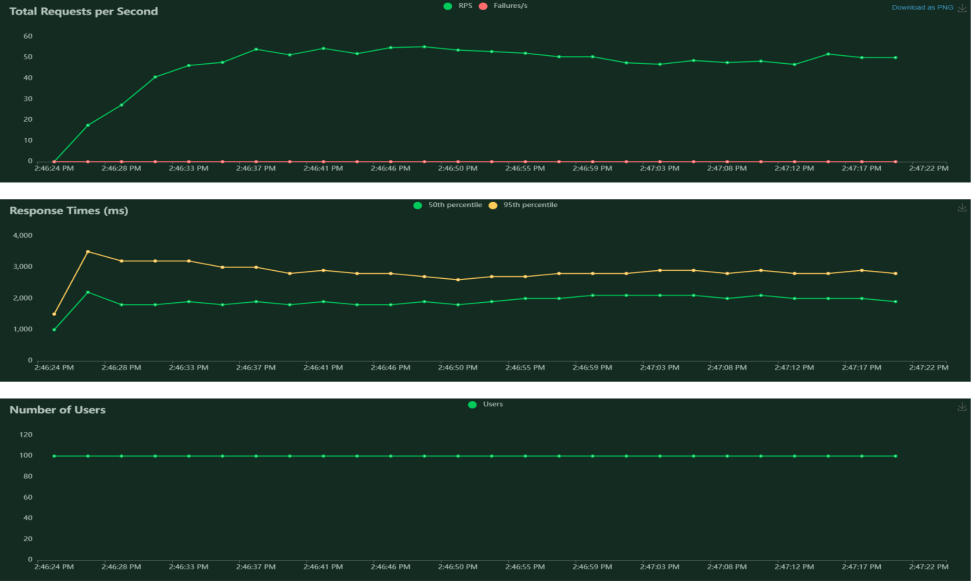 Total Requests per Second
RPS Failures/s
Download as PNG
60
50
40
30
20
10
0
2:46:24 PM 2:46:28 PM 2:46:33 PM 2:46:37 PM 2:46:41 PM 2:46:46 PM 2:46:50 PM 2:46:55 PM 2:46:59 PM 2:47:03 PM 2:47:08 PM 2:47:12 PM 2:47:17 PM 2:47:22 PM
Response Times (ms)
50th percentile 95th percentile
4,000
3,000
2,000
1,000
0
2:46:24 PM 2:46:28 PM 2:46:33 PM 2:46:37 PM 2:46:41 PM 2:46:46 PM 2:46:50 PM 2:46:55 PM 2:46:59 PM 2:47:03 PM 2:47:08 PM 2:47:12 PM 2:47:17 PM 2:47:22 PM
Number of Users
Users
120
100
80
60
40
20
0
2:46:24 PM 2:46:28 PM 2:46:33 PM 2:46:37 PM 2:46:41 PM 2:46:46 PM 2:46:50 PM 2:46:55 PM 2:46:59 PM 2:47:03 PM 2:47:08 PM 2:47:12 PM 2:47:17 PM 2:47:22 PM